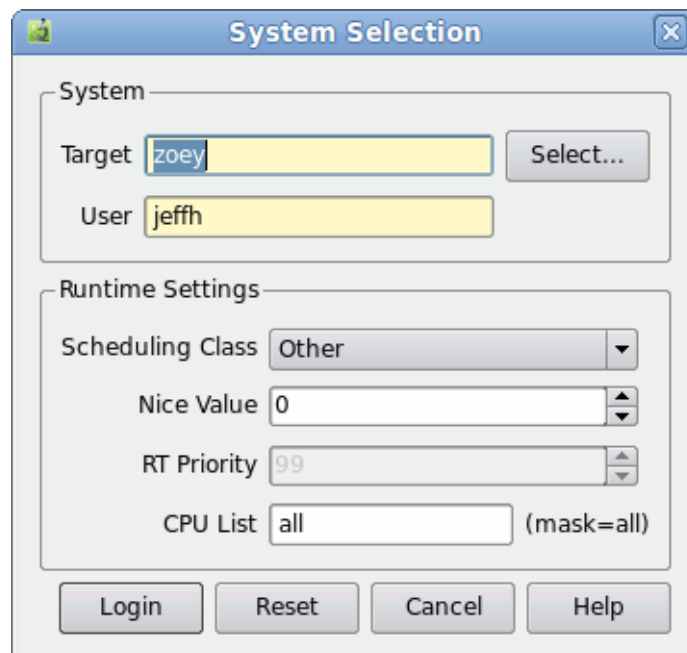 System Selection
System
Target zoey Select...
User jeffh
Runtime Settings
Scheduling Class Other
Nice Value 0
RT Priority 99
CPU List all (mask=all)
Login Reset Cancel Help